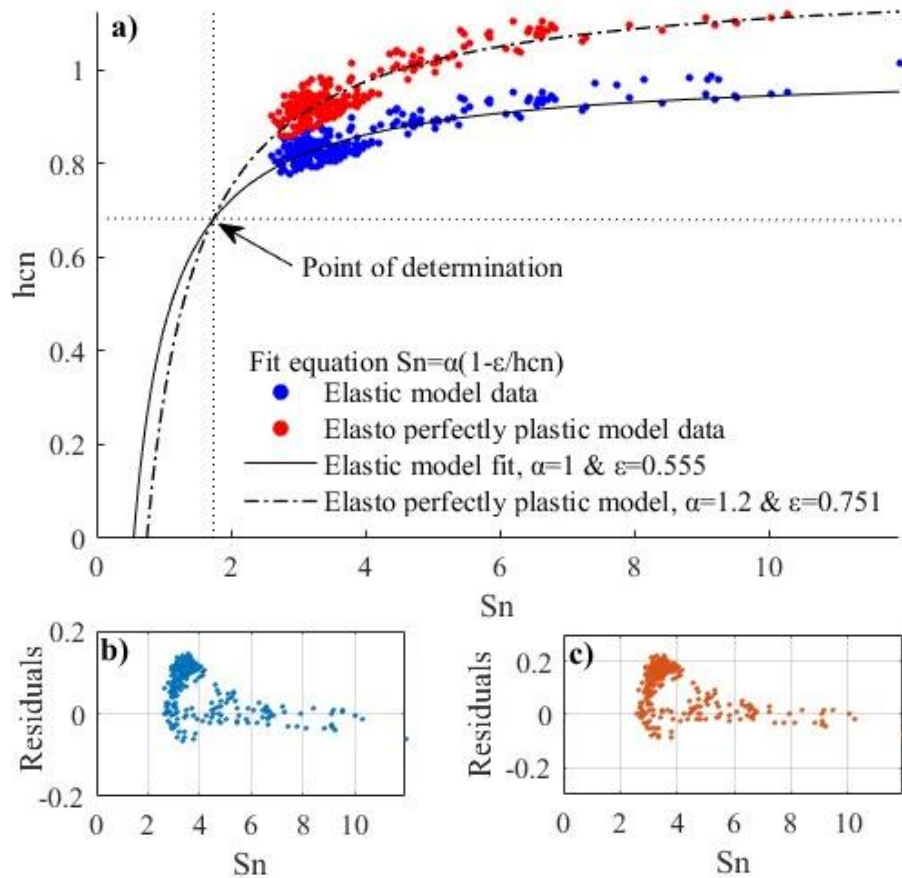 a)
1
0.8
0.6
0.4
0.2
0
hcn
Point of determination
Fit equation Sn=α(1-ε/hcn)
Elastic model data
Elasto perfectly plastic model data
Elastic model fit, α=1 & ε=0.555
Elasto perfectly plastic model, α=1.2 & ε=0.751
0 2 4 6 8 10
Sn
b)
0.2
0
-0.2
Residuals
0 2 4 6 8 10
Sn
c)
0.2
0
-0.2
Residuals
0 2 4 6 8 10
Sn